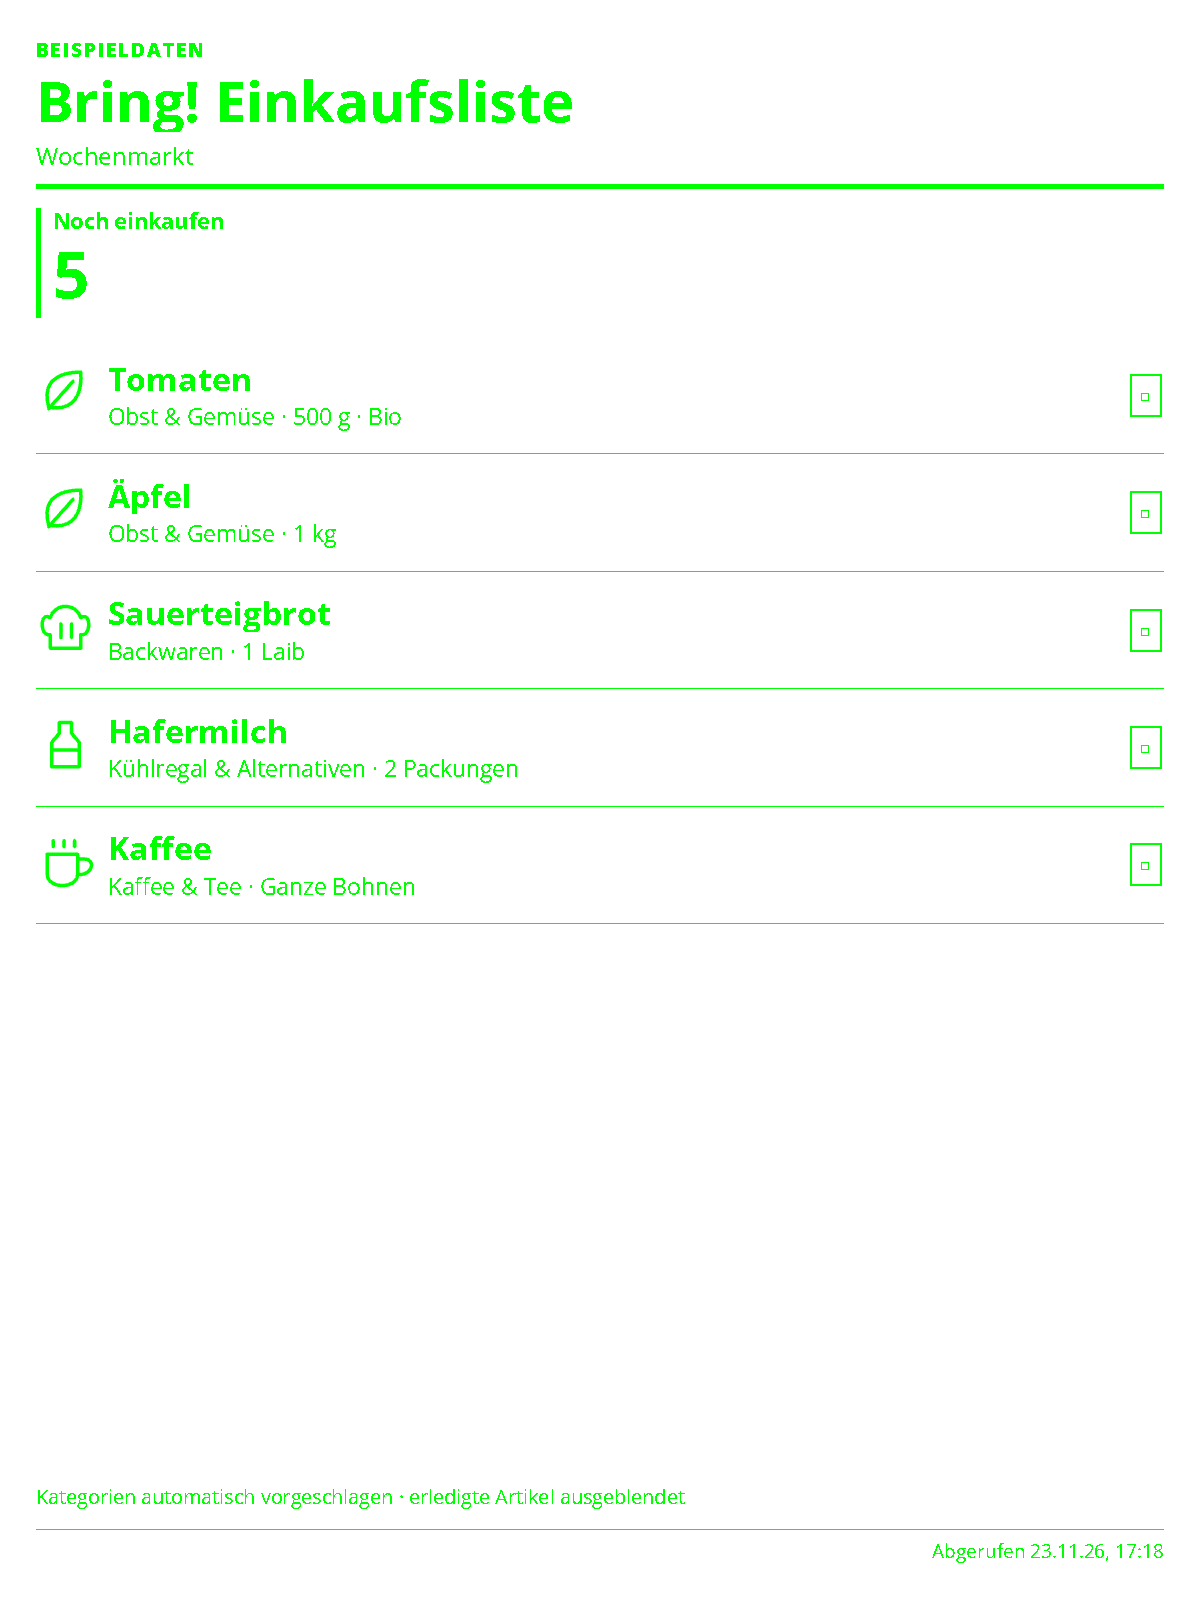 BEISPIELDATEN
Bring! Einkaufsliste
Wochenmarkt
Noch einkaufen
5
Tomaten
Obst & Gemüse · 500 g · Bio
Äpfel
Obst & Gemüse · 1 kg
Sauerteigbrot
Backwaren · 1 Laib
Hafermilch
Kühlregal & Alternativen · 2 Packungen
Kaffee
Kaffee & Tee · Ganze Bohnen
Kategorien automatisch vorgeschlagen · erledigte Artikel ausgeblendet
Abgerufen 23.11.26, 17:18